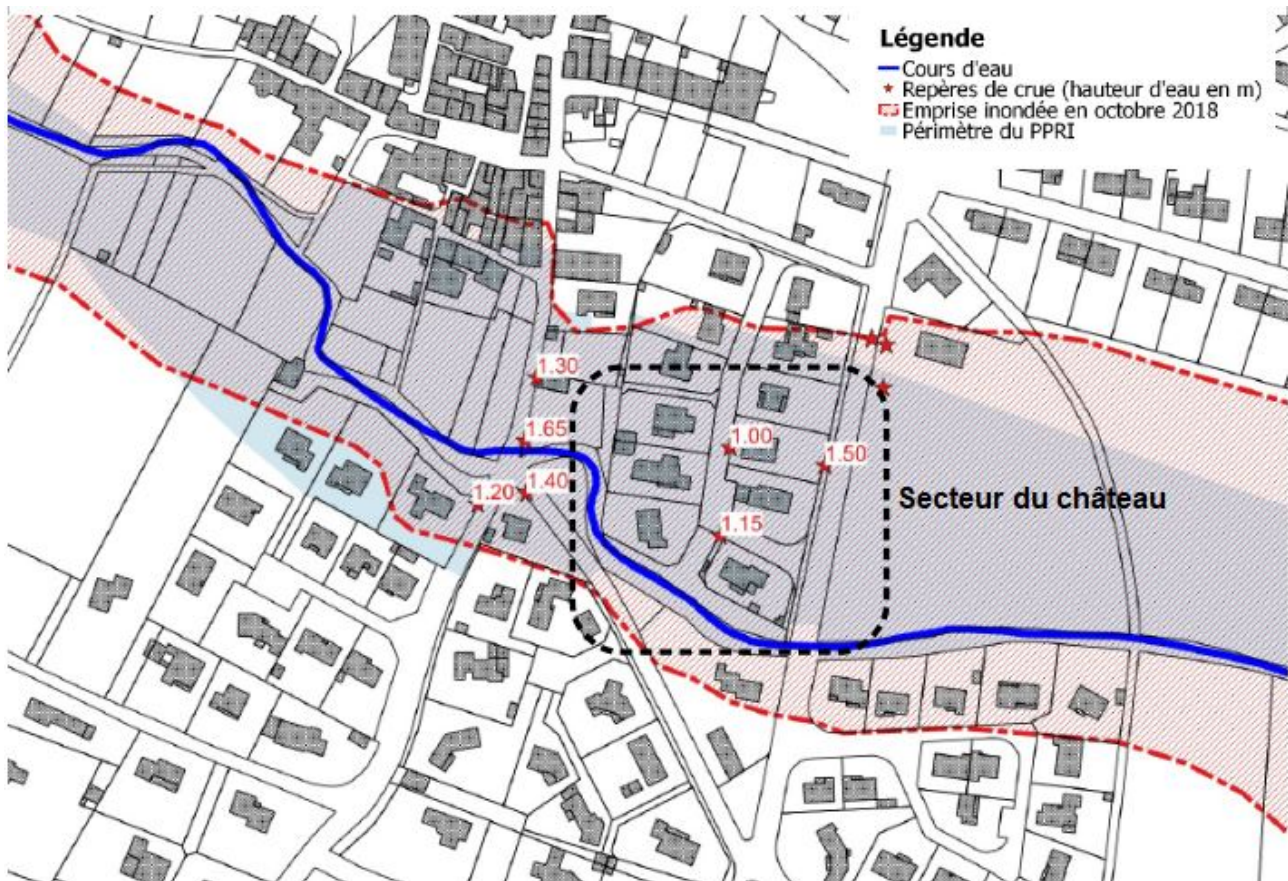 Légende
Cours d'eau
Repères de crue (hauteur d'eau en m)
Emprise inondée en octobre 2018
Périmètre du PPRI
1.30
1.65
1.00
1.50
1.20
1.40
Secteur du château
1.15